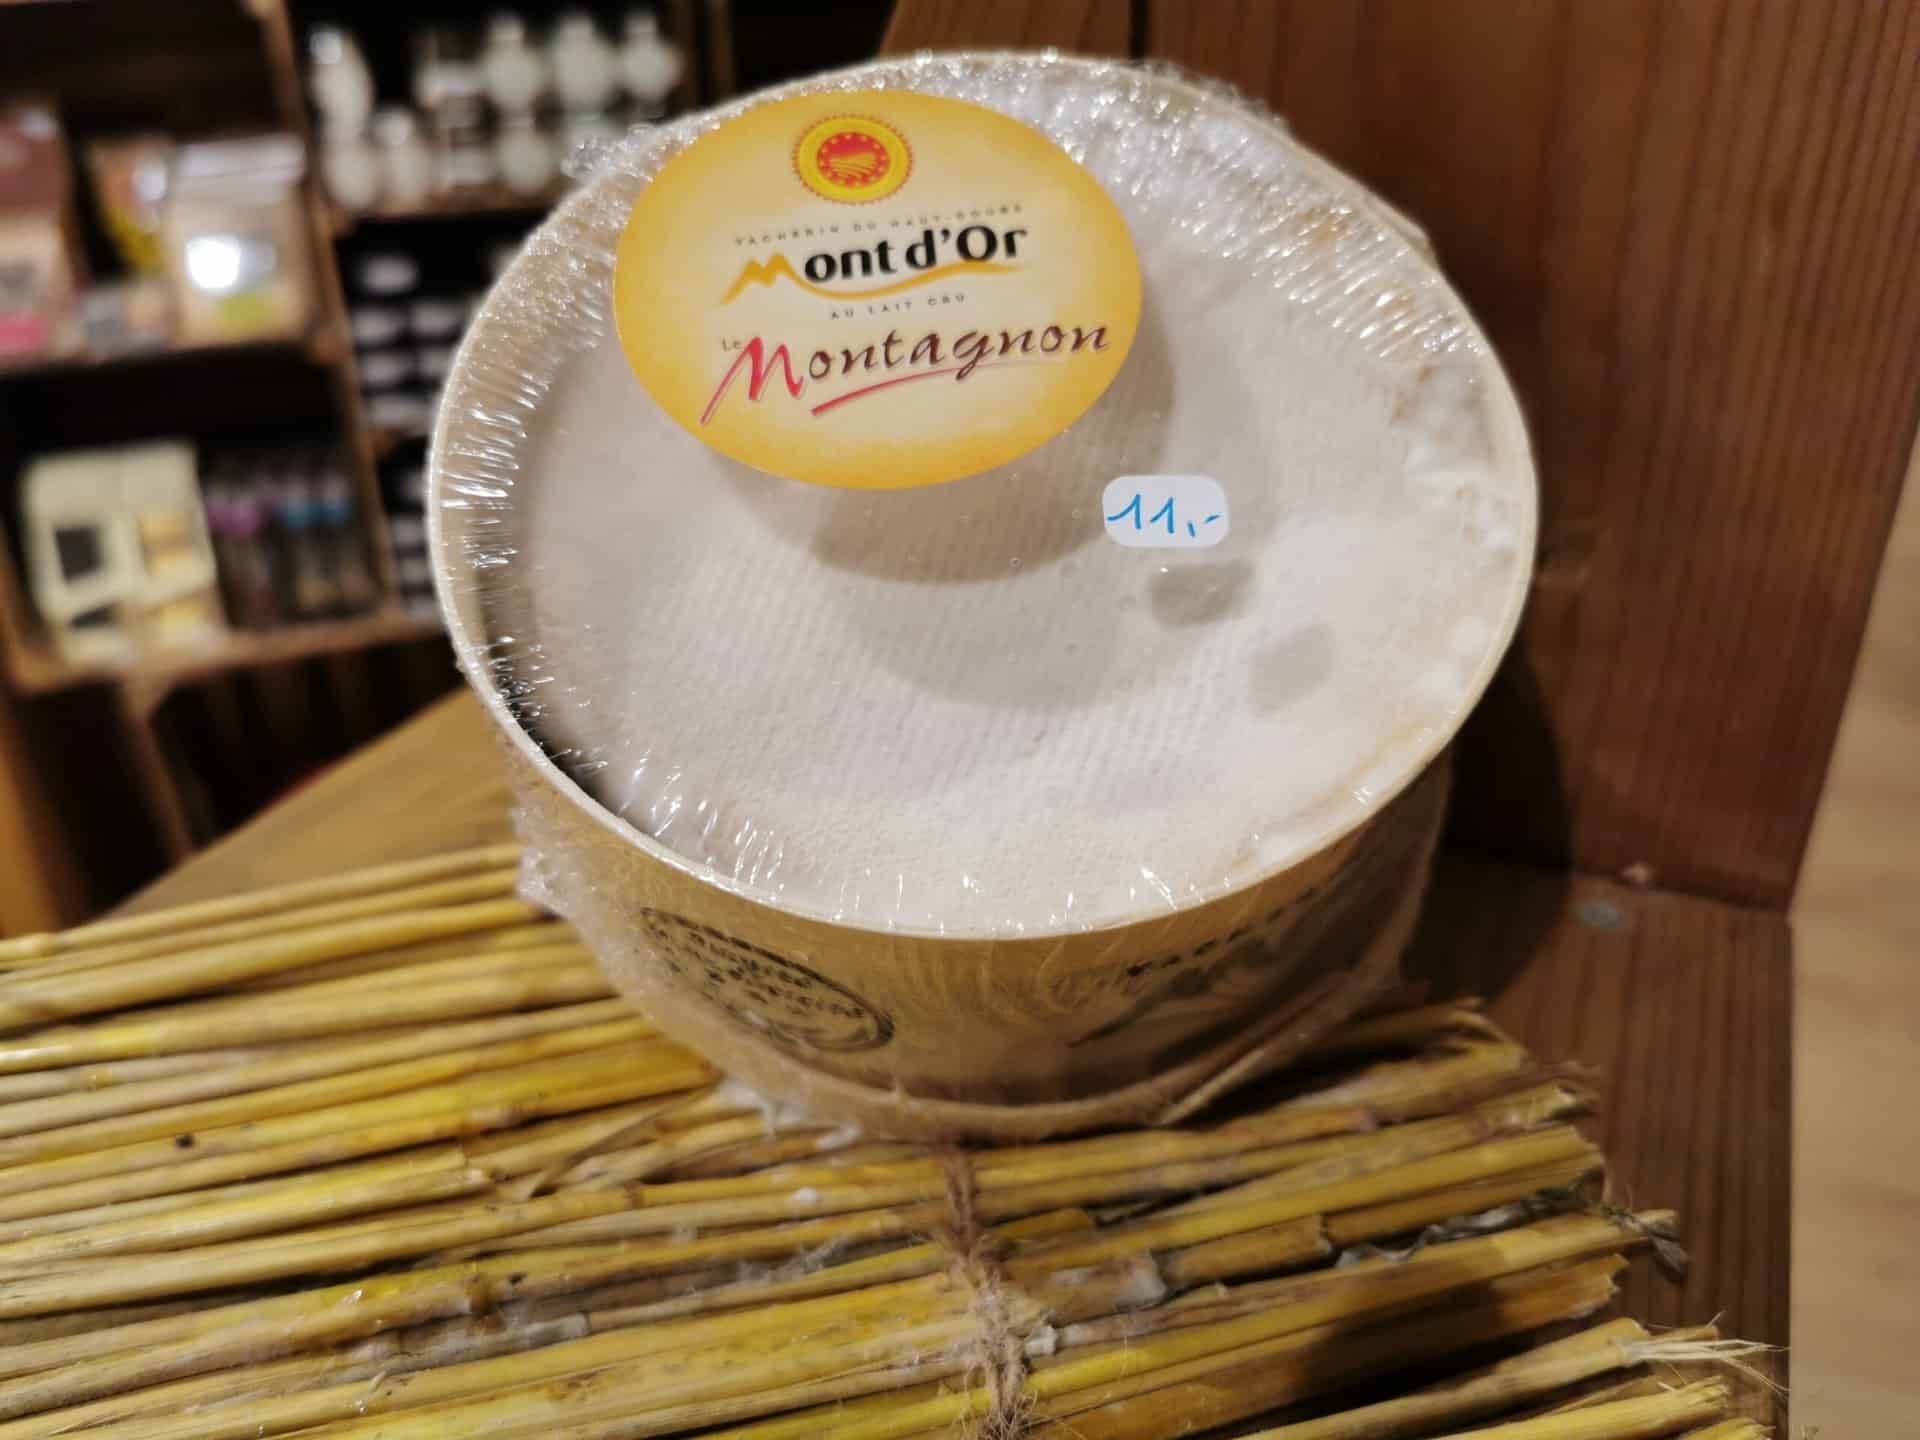 VACHERIN DU HAUT-DOUBS
Mont d'Or
AU LAIT CRU
Le Montagnon
11,-